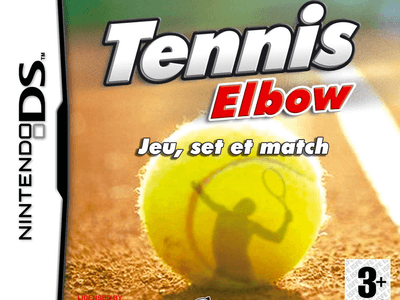 NINTENDO DS
Tennis
Elbow
Jeu, set et match
3+